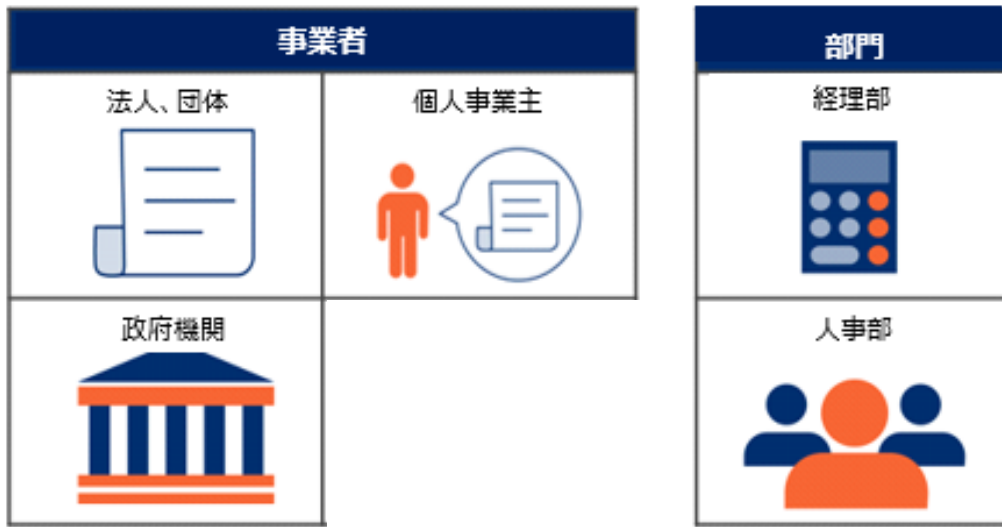 事業者
法人、団体
個人事業主
政府機関
部門
経理部
人事部